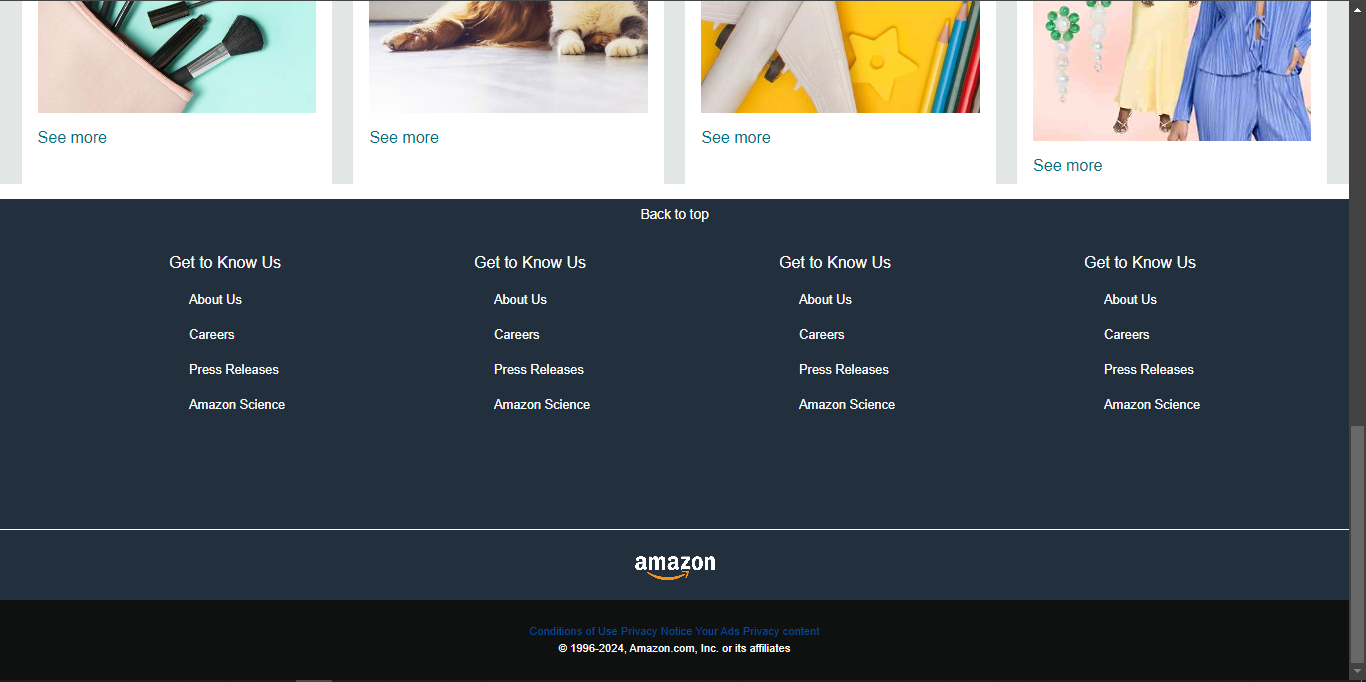 See more
See more
See more
See more
Back to top
Get to Know Us
About Us
Careers
Press Releases
Amazon Science
Get to Know Us
About Us
Careers
Press Releases
Amazon Science
Get to Know Us
About Us
Careers
Press Releases
Amazon Science
Get to Know Us
About Us
Careers
Press Releases
Amazon Science
amazon
Conditions of Use Privacy Notice Your Ads Privacy content
© 1996-2024, Amazon.com, Inc. or its affiliates